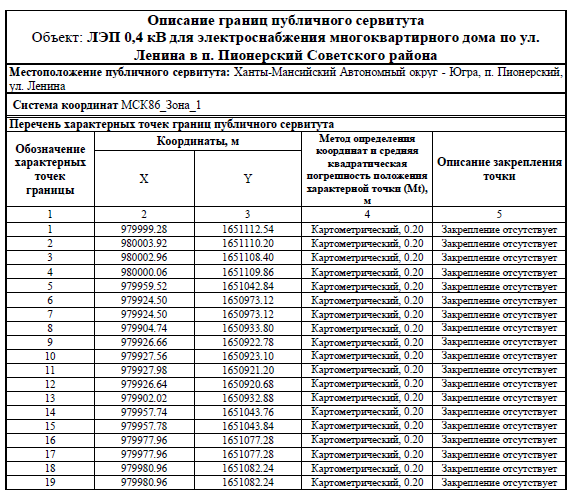 Описание границ публичного сервитута
Объект: ЛЭП 0,4 кВ для электроснабжения многоквартирного дома по ул.
Ленина в п. Пионерский Советского района
Местоположение публичного сервитута: Ханты-Мансийский Автономный округ - Югра, п. Пионерский,
ул. Ленина
Система координат МСК86_Зона_1
Перечень характерных точек границ публичного сервитута
Обозначение характерных точек границы | Координаты, м | Метод определения координат и средняя квадратическая погрешность положения характерной точки (Mt), м | Описание закрепления точки
X | Y
1 | 2 | 3 | 4 | 5
1 | 979999.28 | 1651112.54 | Картометрический, 0.20 | Закрепление отсутствует
2 | 980003.92 | 1651110.20 | Картометрический, 0.20 | Закрепление отсутствует
3 | 980002.96 | 1651108.40 | Картометрический, 0.20 | Закрепление отсутствует
4 | 980000.06 | 1651109.86 | Картометрический, 0.20 | Закрепление отсутствует
5 | 979959.52 | 1651042.84 | Картометрический, 0.20 | Закрепление отсутствует
6 | 979924.50 | 1650973.12 | Картометрический, 0.20 | Закрепление отсутствует
7 | 979924.50 | 1650973.12 | Картометрический, 0.20 | Закрепление отсутствует
8 | 979904.74 | 1650933.80 | Картометрический, 0.20 | Закрепление отсутствует
9 | 979926.66 | 1650922.78 | Картометрический, 0.20 | Закрепление отсутствует
10 | 979927.56 | 1650923.10 | Картометрический, 0.20 | Закрепление отсутствует
11 | 979927.98 | 1650921.20 | Картометрический, 0.20 | Закрепление отсутствует
12 | 979926.64 | 1650920.68 | Картометрический, 0.20 | Закрепление отсутствует
13 | 979902.02 | 1650932.88 | Картометрический, 0.20 | Закрепление отсутствует
14 | 979957.74 | 1651043.76 | Картометрический, 0.20 | Закрепление отсутствует
15 | 979957.78 | 1651043.84 | Картометрический, 0.20 | Закрепление отсутствует
16 | 979977.96 | 1651077.28 | Картометрический, 0.20 | Закрепление отсутствует
17 | 979977.96 | 1651077.28 | Картометрический, 0.20 | Закрепление отсутствует
18 | 979980.96 | 1651082.24 | Картометрический, 0.20 | Закрепление отсутствует
19 | 979980.96 | 1651082.24 | Картометрический, 0.20 | Закрепление отсутствует